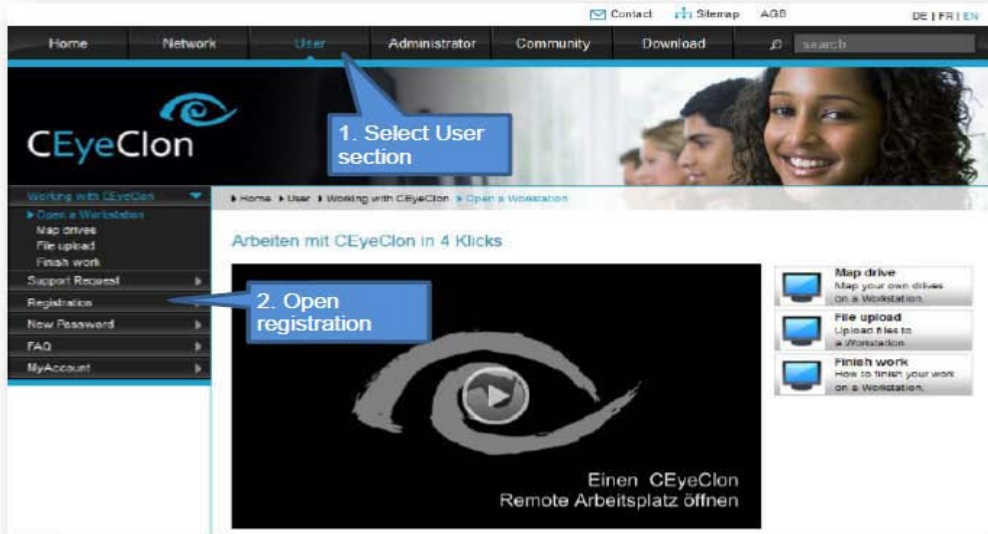 Contact Sitemap AGB DE | FR | EN
Home Network User Administrator Community Download search
CEyeClon
1. Select User
section
Working with CEyeClon
Open a Workstation
Map drives
File upload
Finish work
Support Request
Registration
New Password
FAQ
MyAccount
Home User Working with CEyeClon Open a Workstation
Arbeiten mit CEyeClon in 4 Klicks
2. Open
registration
Einen CEyeClon
Remote Arbeitsplatz öffnen
Map drive
Map your own drives
on a Workstation.
File upload
Upload files to
a Workstation
Finish work
How to finish your work
on a Workstation.